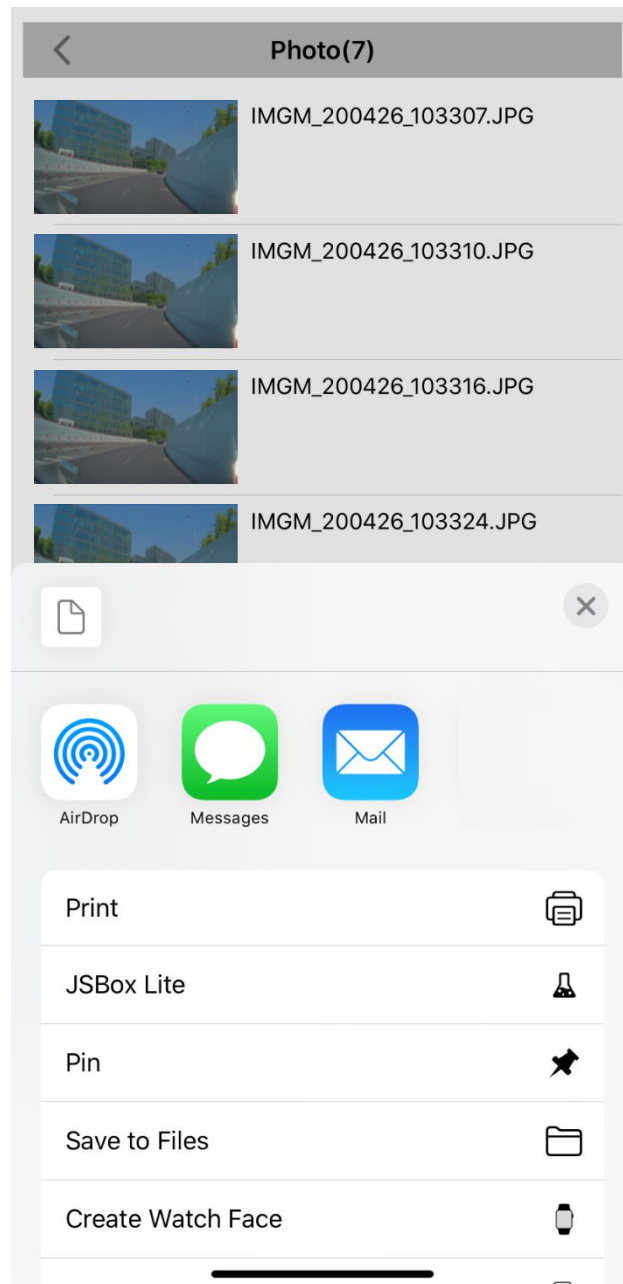 Photo(7)
IMGM_200426_103307.JPG
IMGM_200426_103310.JPG
IMGM_200426_103316.JPG
IMGM_200426_103324.JPG
AirDrop
Messages
Mail
Print
JSBox Lite
Pin
Save to Files
Create Watch Face